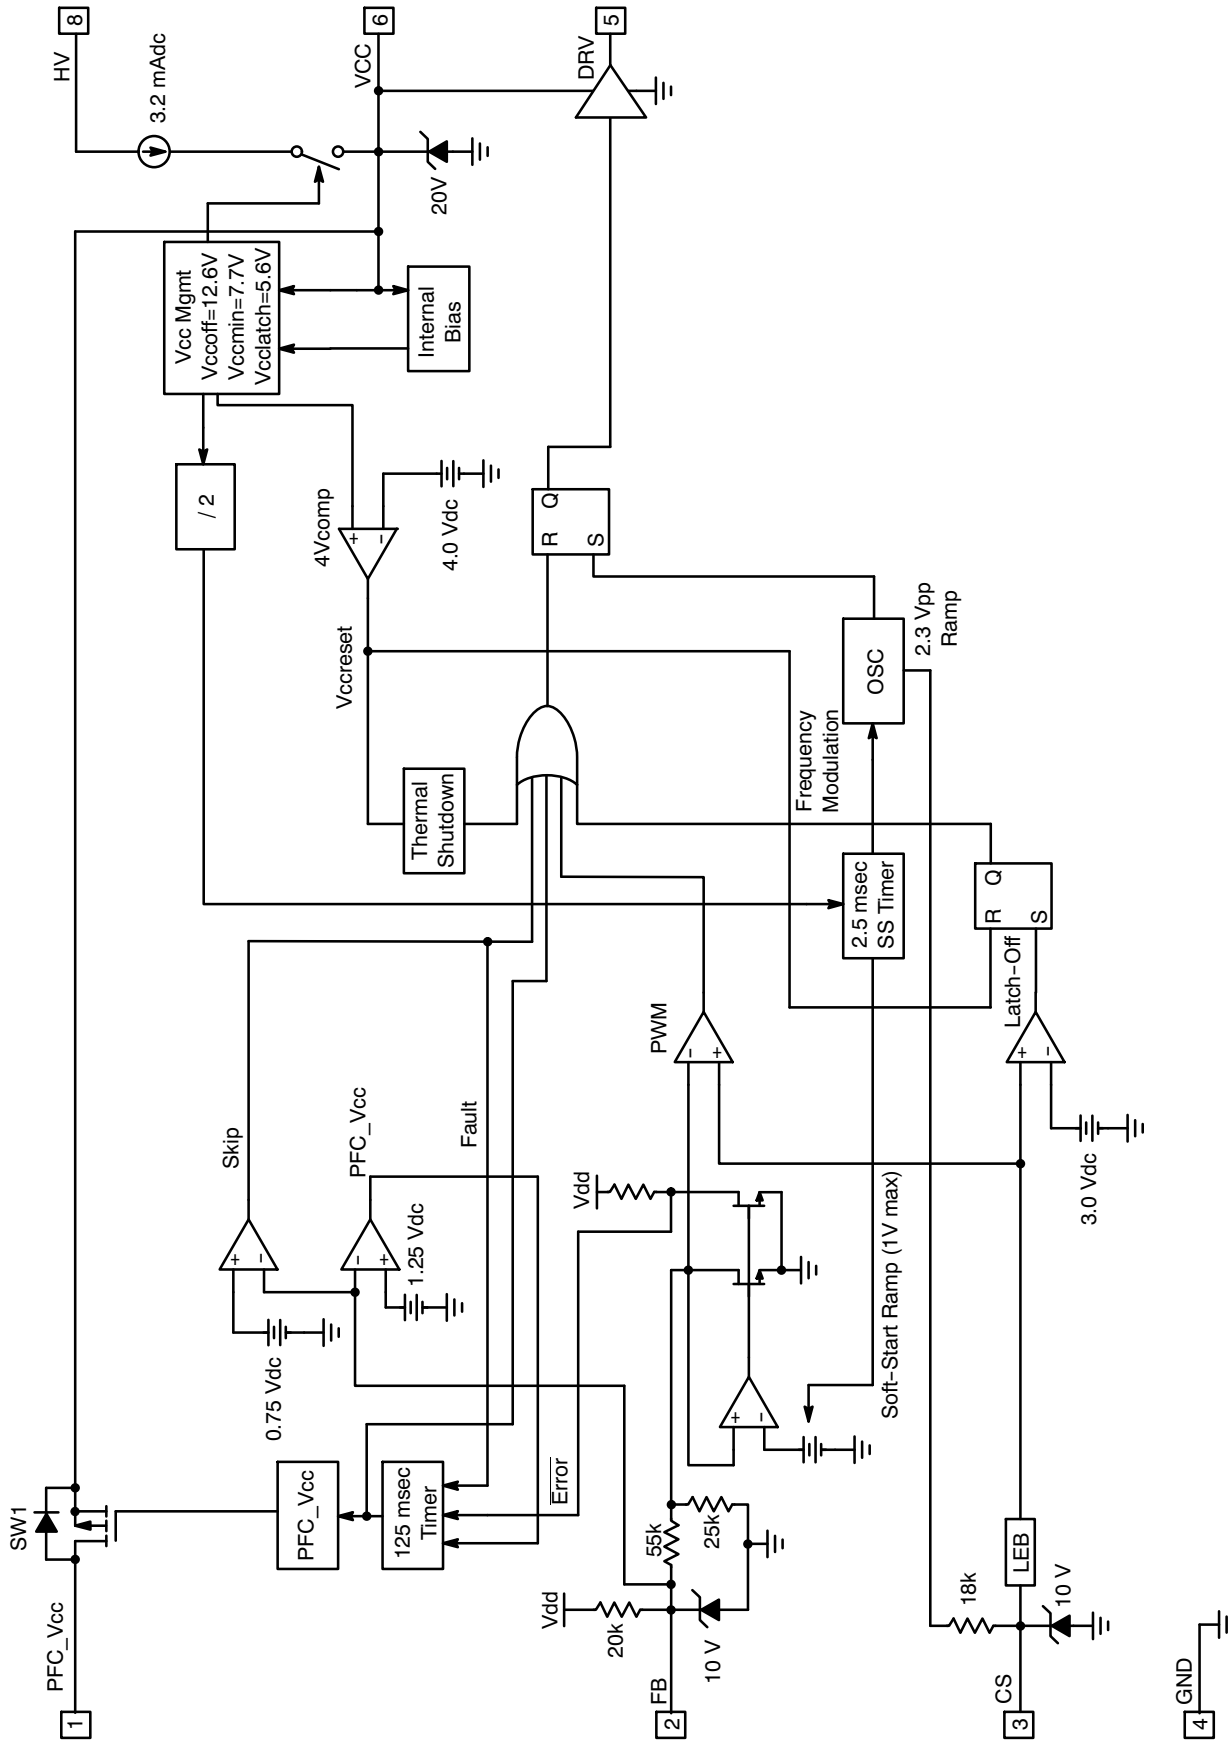 SW1
PFC_Vcc
1
PFC_Vcc
125 msec
Timer
0.75 Vdc
+
−
Skip
−
+
1.25 Vdc
PFC_Vcc
Fault
Error
Thermal
Shutdown
Vccreset
4Vcomp
+
−
4.0 Vdc
/ 2
Vcc Mgmt
Vccoff=12.6V
Vccmin=7.7V
Vcclatch=5.6V
Internal
Bias
3.2 mAdc
HV
8
VCC
6
20V
DRV
5
R
Q
S
FB
2
Vdd
20k
10 V
55k
25k
Vdd
+
−
PWM
−
+
Soft−Start Ramp (1V max)
2.5 msec
SS Timer
Frequency
Modulation
OSC
2.3 Vpp
Ramp
CS
3
18k
10 V
LEB
3.0 Vdc
+
−
Latch−Off
R
Q
S
GND
4